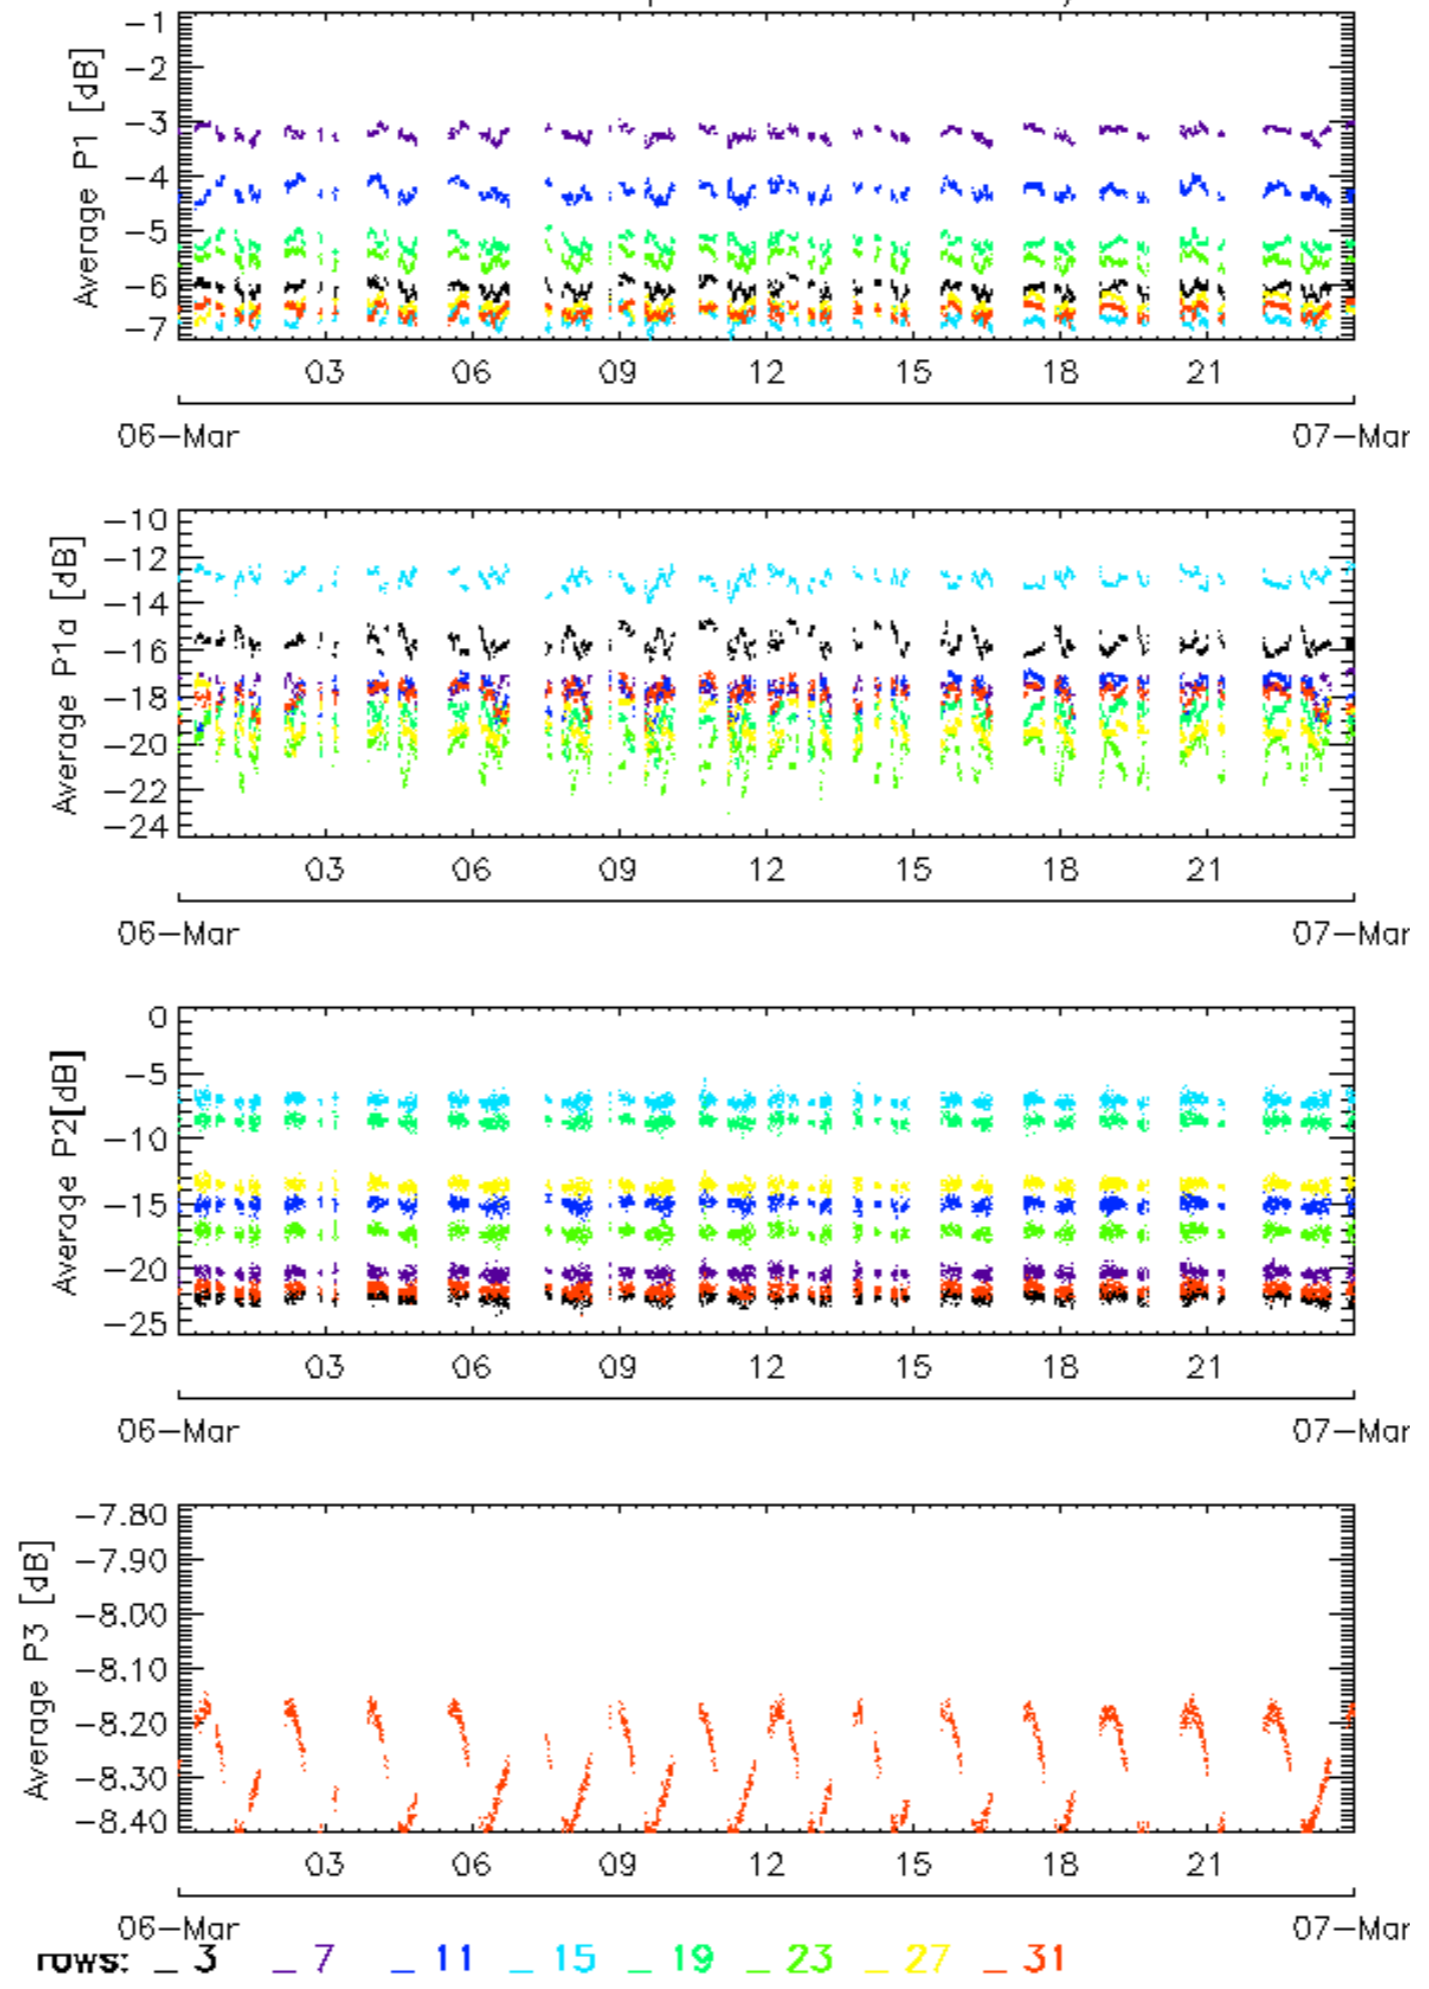 -1
-2
-3
-4
-5
-6
-7
Average P1 [dB]
03 06 09 12 15 18 21
06-Mar 07-Mar
-10
-12
-14
-16
-18
-20
-22
-24
Average P1a [dB]
03 06 09 12 15 18 21
06-Mar 07-Mar
0
-5
-10
-15
-20
-25
Average P2[dB]
03 06 09 12 15 18 21
06-Mar 07-Mar
-7.80
-7.90
-8.00
-8.10
-8.20
-8.30
-8.40
Average P3 [dB]
03 06 09 12 15 18 21
06-Mar 07-Mar
rows: _ 3 _ 7 _ 11 _ 15 _ 19 _ 23 _ 27 _ 31